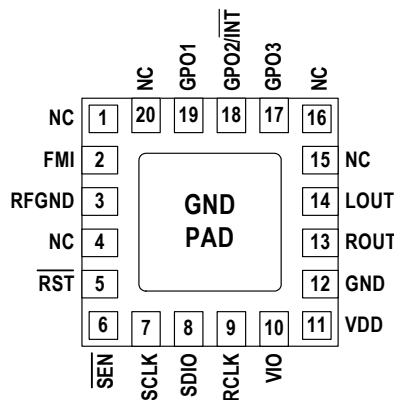 NC
GPO1
GPO2/INT
GPO3
NC
NC 1
20
19
18
17
16
FMI 2
15 NC
RFGND 3
14 LOUT
NC 4
13 ROUT
RST 5
12 GND
6
7
8
9
10
11 VDD
GND
PAD
SEN
SCLK
SDIO
RCLK
VIO